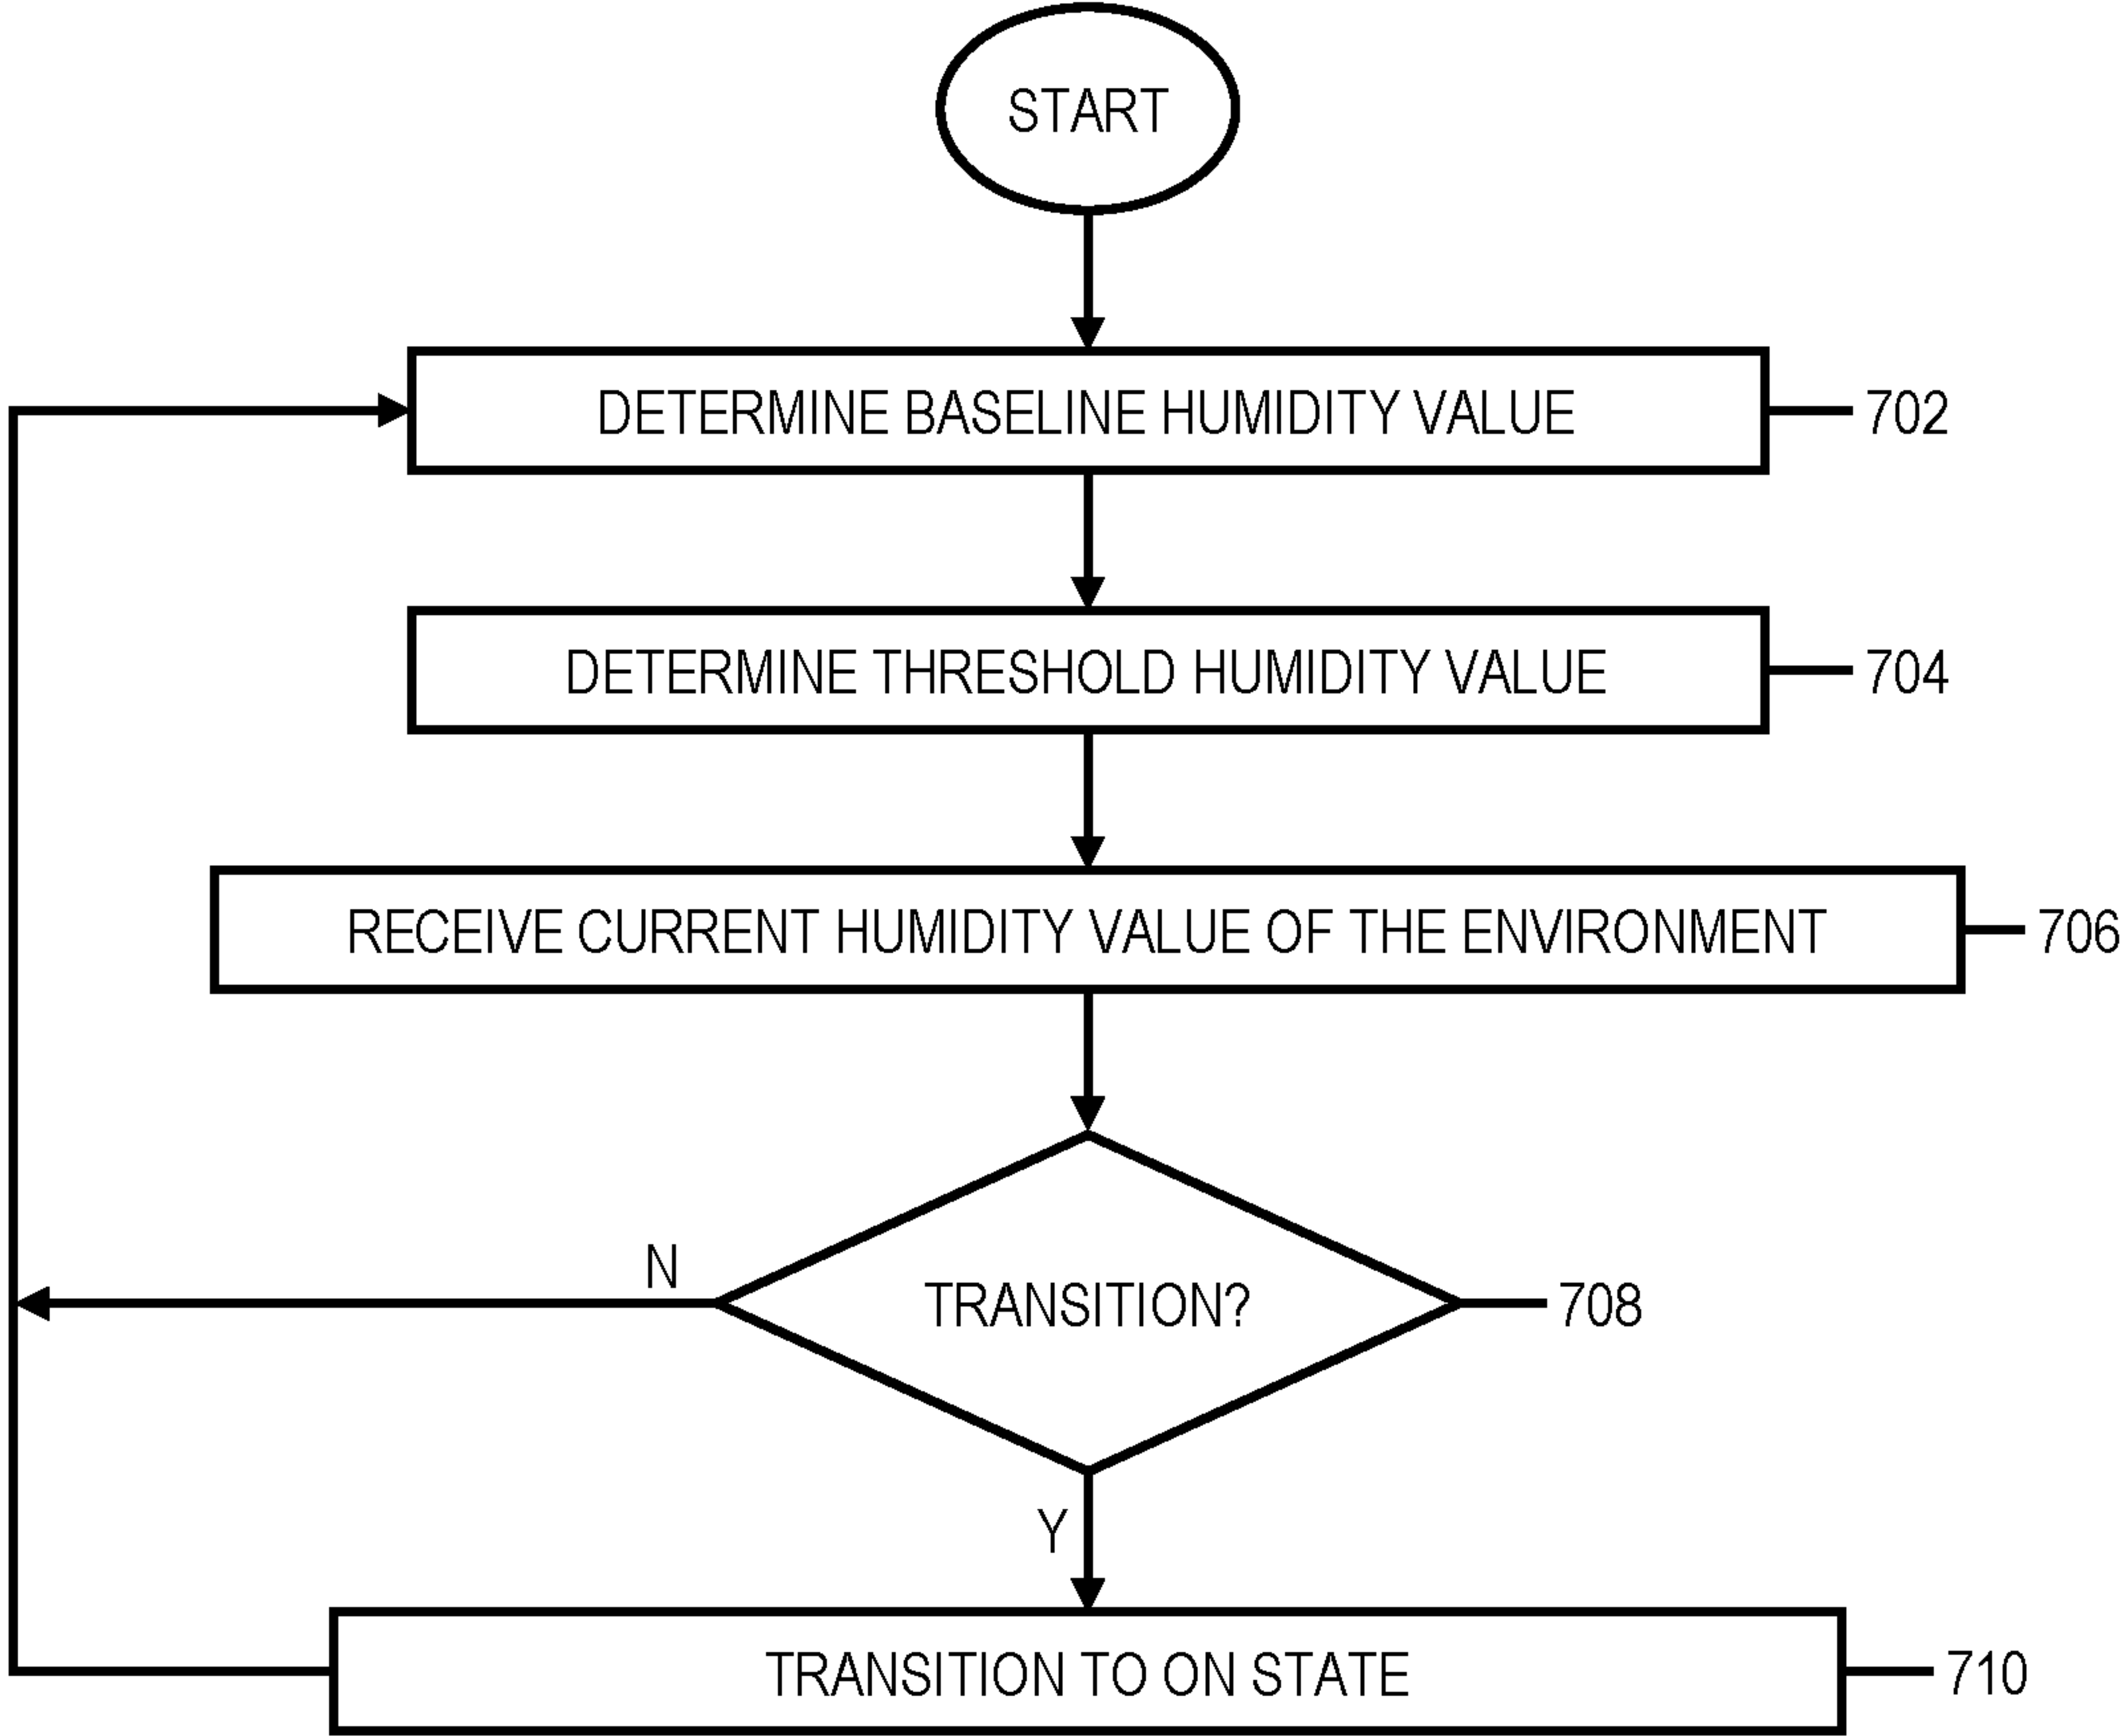 START
DETERMINE BASELINE HUMIDITY VALUE
702
DETERMINE THRESHOLD HUMIDITY VALUE
704
RECEIVE CURRENT HUMIDITY VALUE OF THE ENVIRONMENT
706
N
TRANSITION?
708
Y
TRANSITION TO ON STATE
710